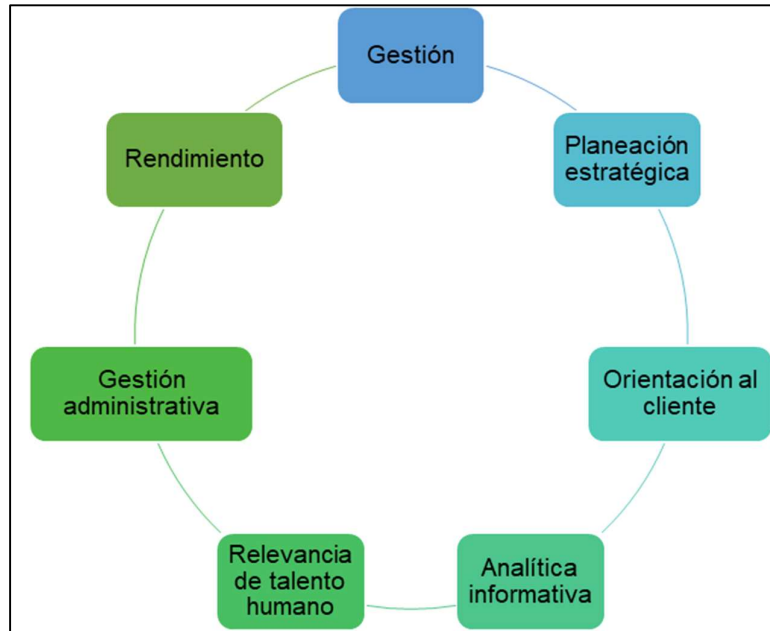 Gestión
Planeación
estratégica
Orientación al
cliente
Analítica
informativa
Relevancia
de talento
humano
Gestión
administrativa
Rendimiento